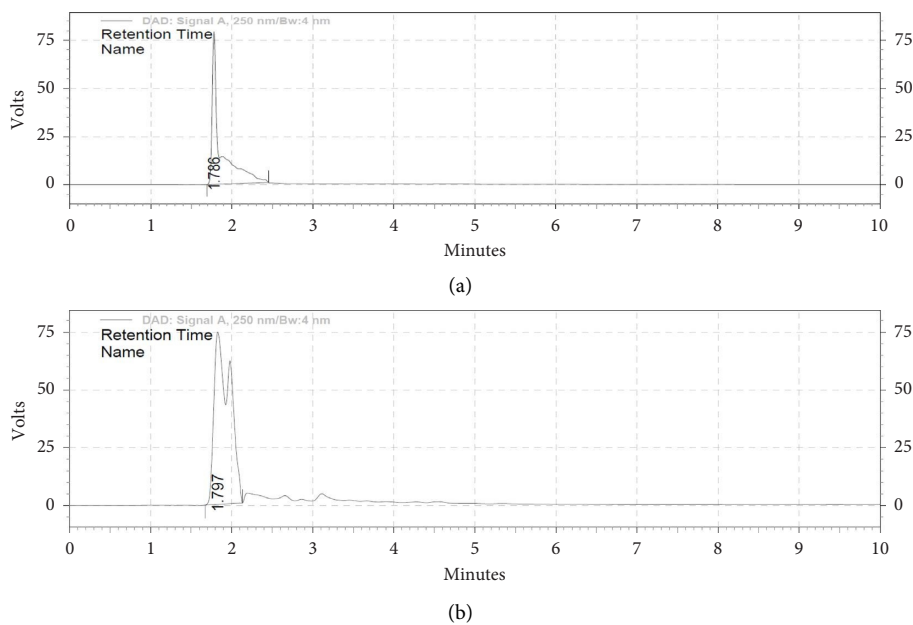 DAD: Signal A, 250 nm/Bw:4 nm
Retention Time
Name
75
50
25
0
75
50
25
0
Volts
1.786
0 1 2 3 4 5 6 7 8 9 10
Minutes
(a)
DAD: Signal A, 250 nm/Bw:4 nm
Retention Time
Name
75
50
25
0
75
50
25
0
Volts
1.797
0 1 2 3 4 5 6 7 8 9 10
Minutes
(b)